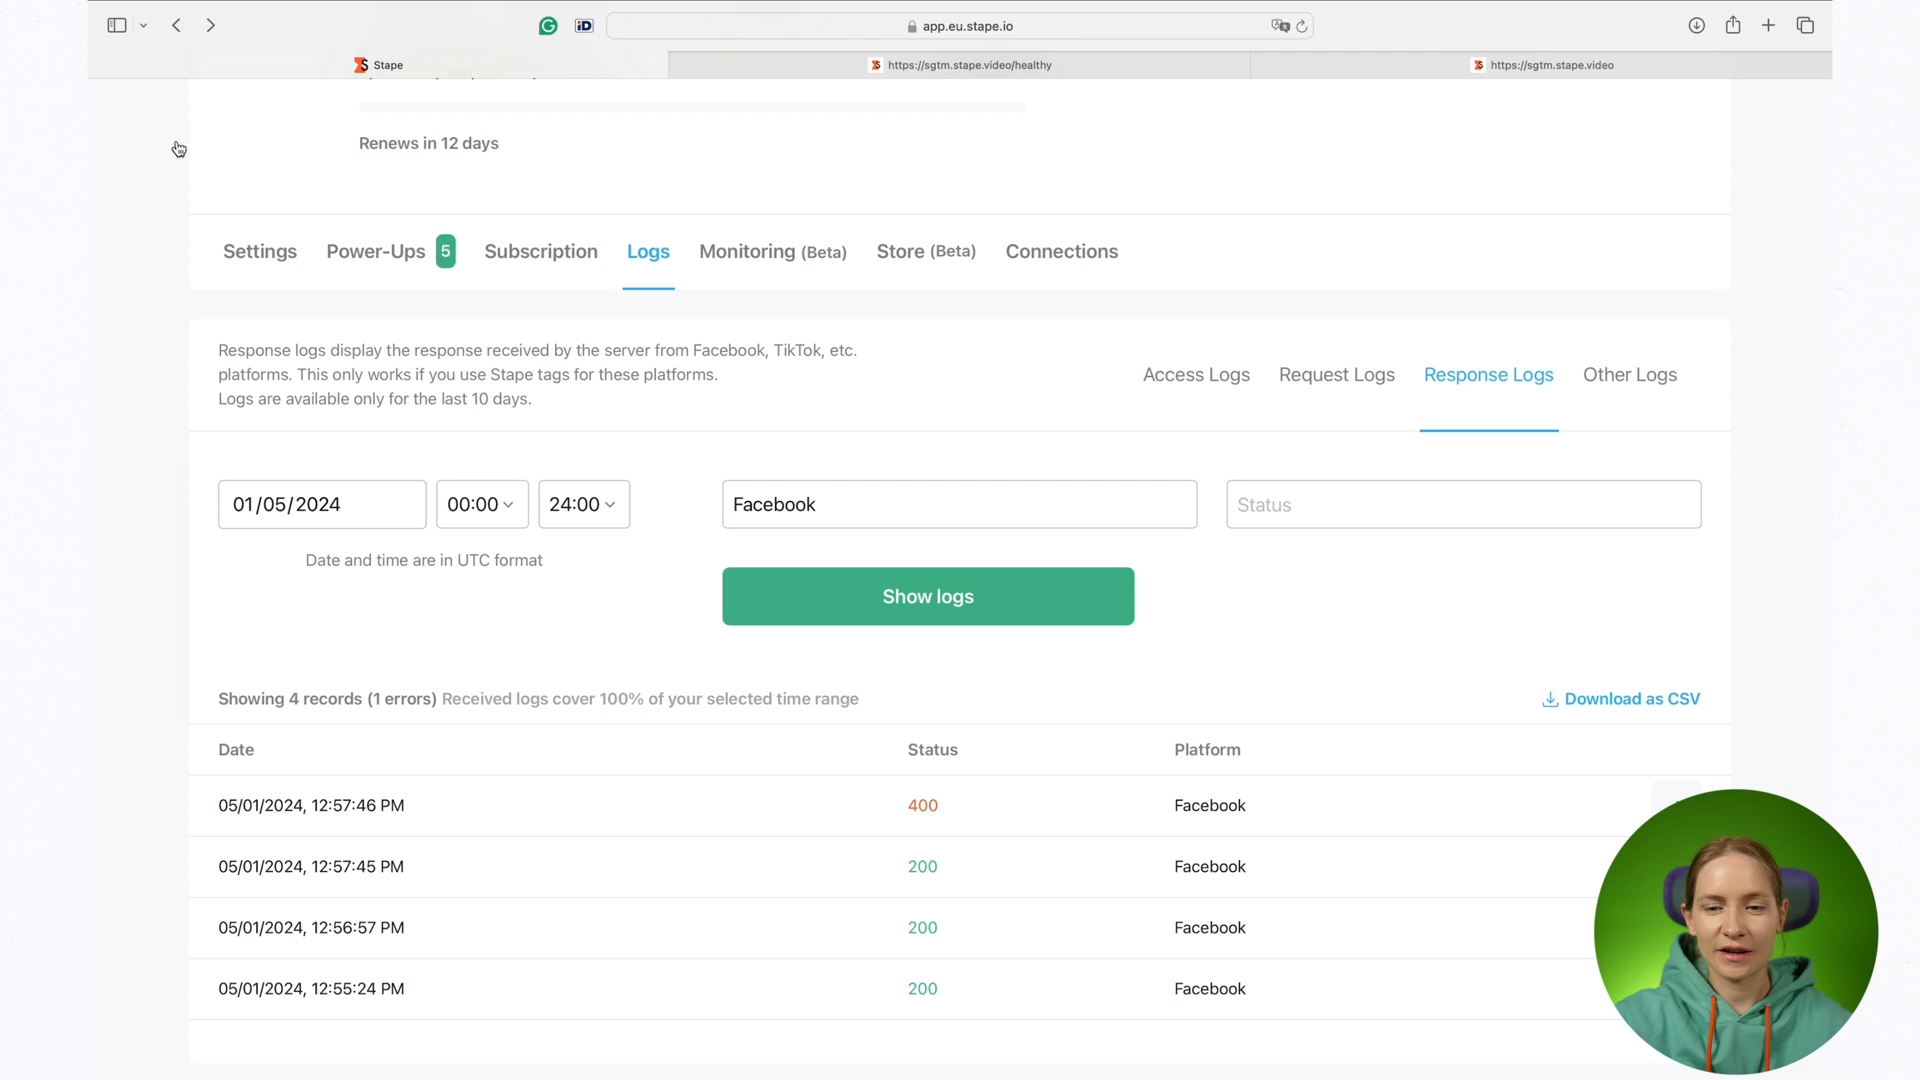 iD
app.eu.stape.io
Stape
https://sgtm.stape.video/healthy
https://sgtm.stape.video
Renews in 12 days
Settings
Power-Ups 5
Subscription
Logs
Monitoring (Beta)
Store (Beta)
Connections
Response logs display the response received by the server from Facebook, TikTok, etc.
platforms. This only works if you use Stape tags for these platforms.
Logs are available only for the last 10 days.
Access Logs
Request Logs
Response Logs
Other Logs
01/05/2024
00:00
24:00
Facebook
Status
Date and time are in UTC format
Show logs
Showing 4 records (1 errors) Received logs cover 100% of your selected time range
Download as CSV
Date Status Platform
05/01/2024, 12:57:46 PM 400 Facebook
05/01/2024, 12:57:45 PM 200 Facebook
05/01/2024, 12:56:57 PM 200 Facebook
05/01/2024, 12:55:24 PM 200 Facebook